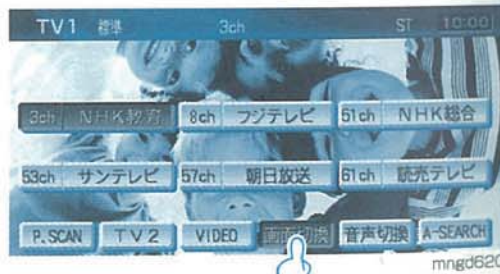 TV1 標準 3ch ST 10:00
3ch NHK教育 8ch フジテレビ 51ch NHK総合
53ch サンテレビ 57ch 朝日放送 61ch 読売テレビ
P.SCAN TV2 VIDEO 画面切換 音声切換 A-SEARCH
mngd620